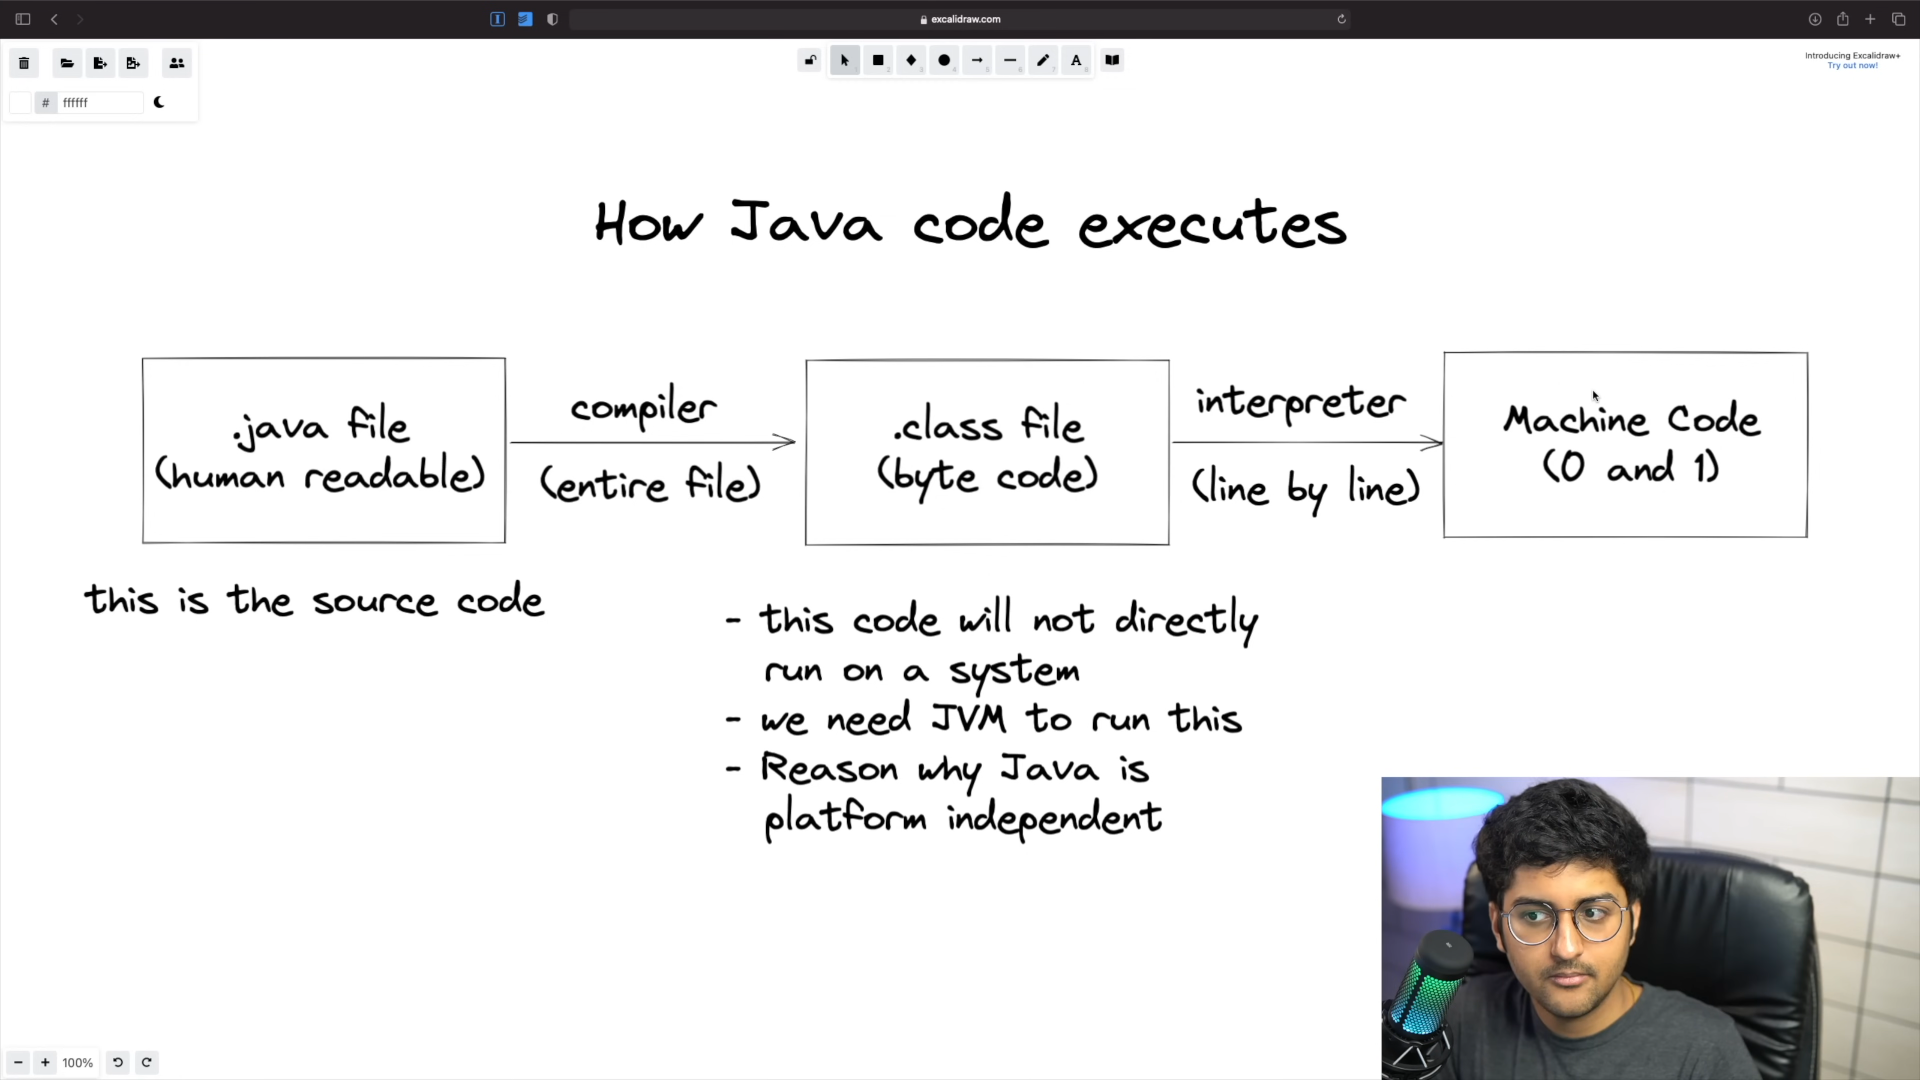 excalidraw.com
Introducing Excalidraw+
Try out now!
# ffffff
A
How Java code executes
.java file
(human readable)
compiler
(entire file)
.class file
(byte code)
interpreter
(line by line)
Machine Code
(0 and 1)
this is the source code
- this code will not directly
run on a system
- we need JVM to run this
- Reason why Java is
platform independent
100%